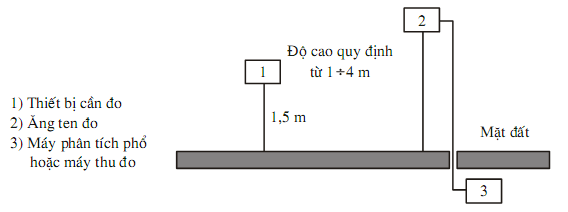 2
Độ cao quy định
từ 1÷4 m
1
1) Thiết bị cần đo
2) Ăng ten đo
3) Máy phân tích phổ
hoặc máy thu đo
1,5 m
Mặt đất
3